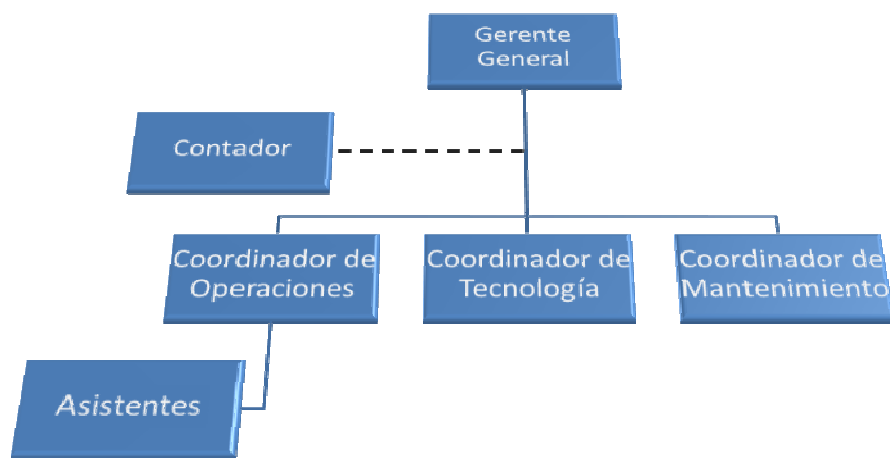 Gerente
General
Contador
Coordinador de
Operaciones
Coordinador de
Tecnología
Coordinador de
Mantenimiento
Asistentes